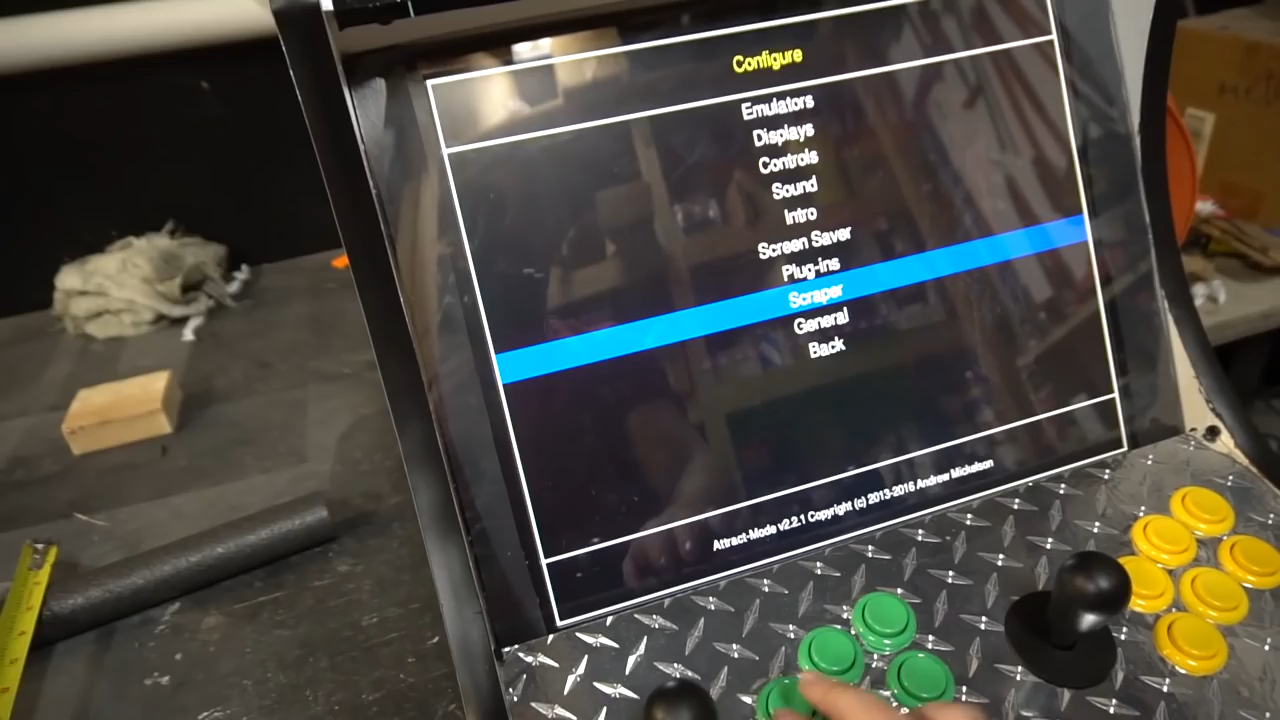 Configure
Emulators
Displays
Controls
Sound
Intro
Screen Saver
Plug-ins
Scraper
General
Back
Attract-Mode v2.2.1 Copyright (c) 2013-2016 Andrew Mickelson